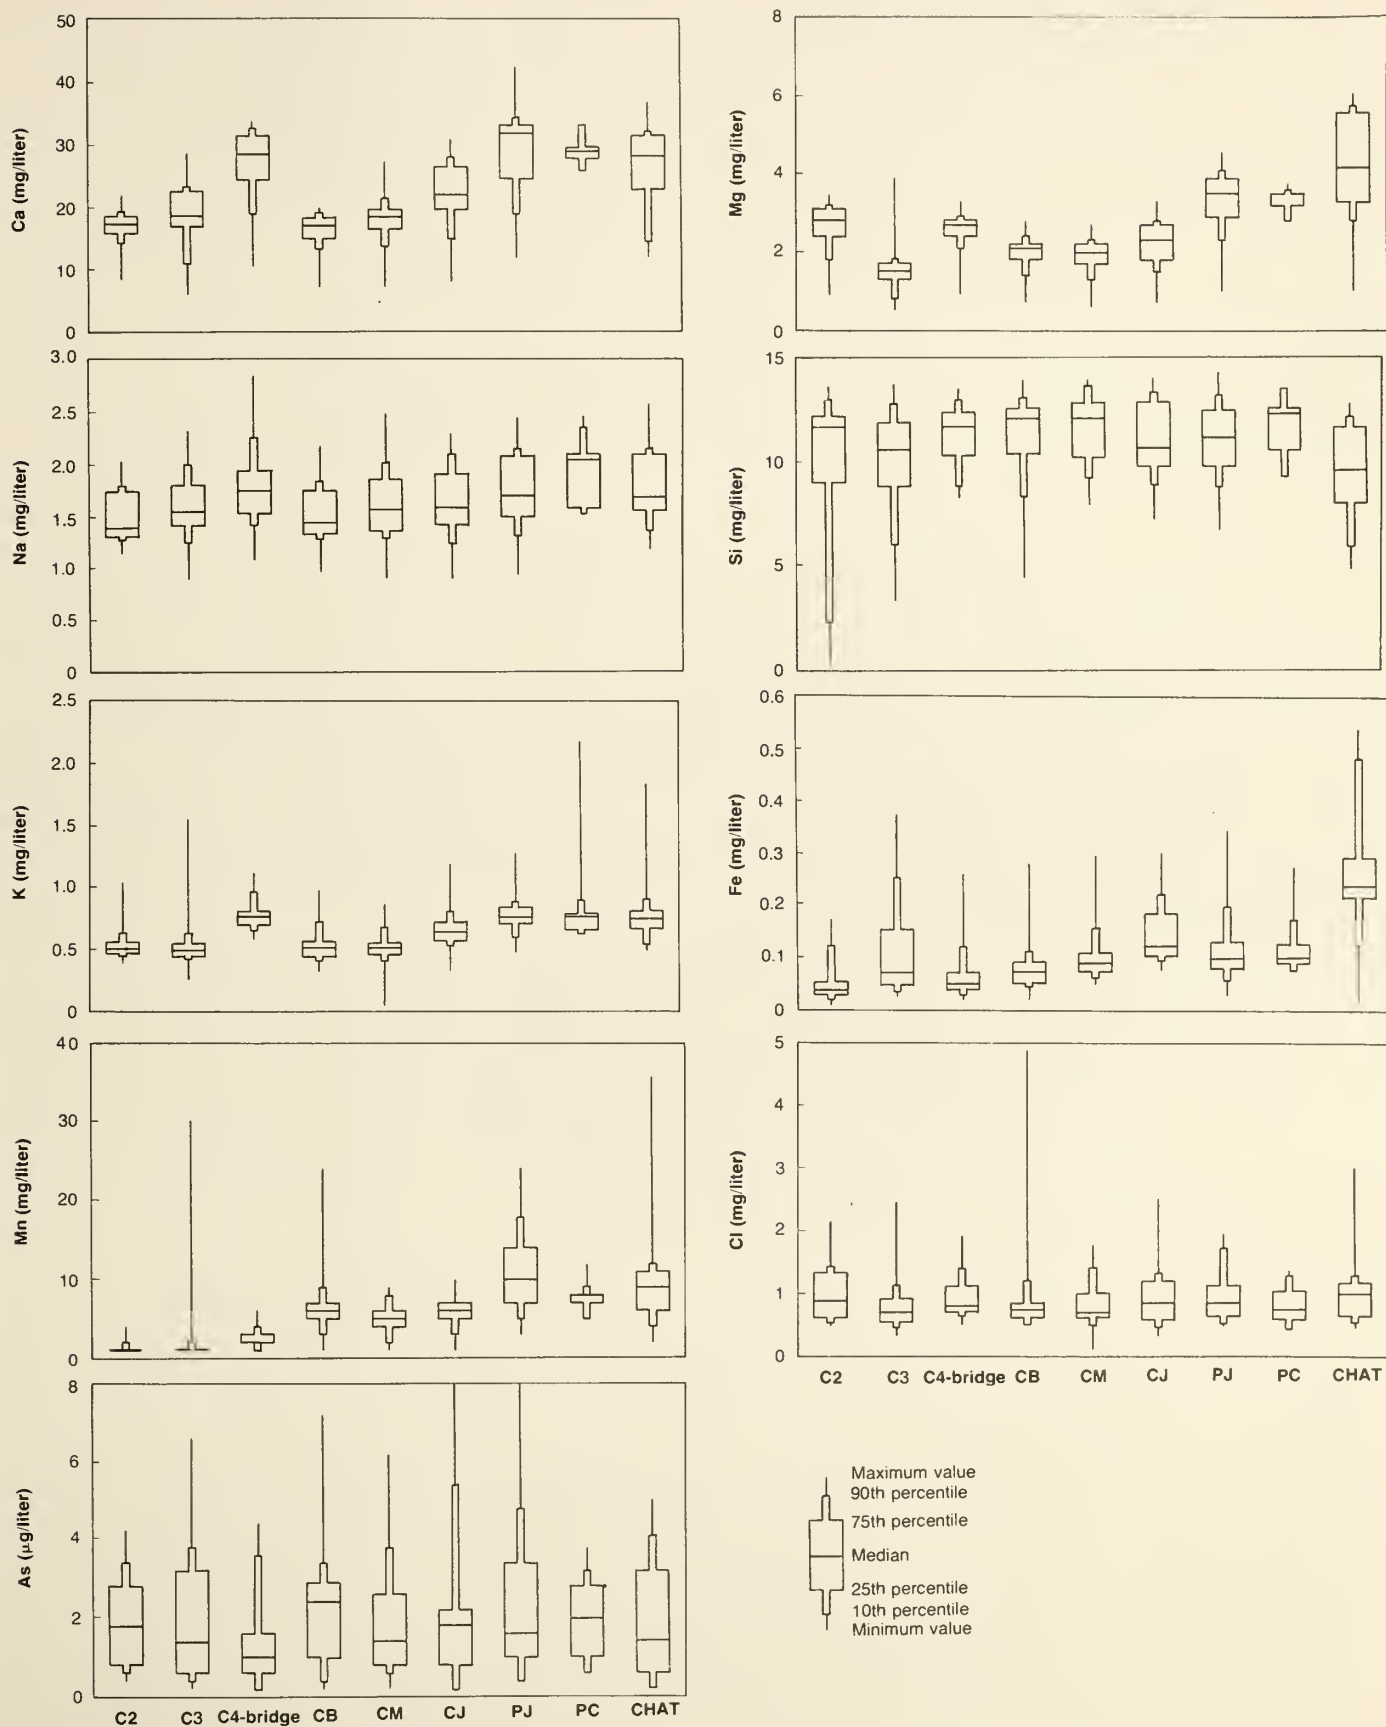 Ca (mg/liter)
50
40
30
20
10
0
Mg (mg/liter)
8
6
4
2
0
Na (mg/liter)
3.0
2.5
2.0
1.5
1.0
0.5
0
Si (mg/liter)
15
10
5
0
K (mg/liter)
2.5
2.0
1.5
1.0
0.5
0
Fe (mg/liter)
0.6
0.5
0.4
0.3
0.2
0.1
0
Mn (mg/liter)
40
30
20
10
0
Cl (mg/liter)
5
4
3
2
1
0
C2 C3 C4-bridge CB CM CJ PJ PC CHAT
As (μg/liter)
8
6
4
2
0
C2 C3 C4-bridge CB CM CJ PJ PC CHAT
Maximum value
90th percentile
75th percentile
Median
25th percentile
10th percentile
Minimum value